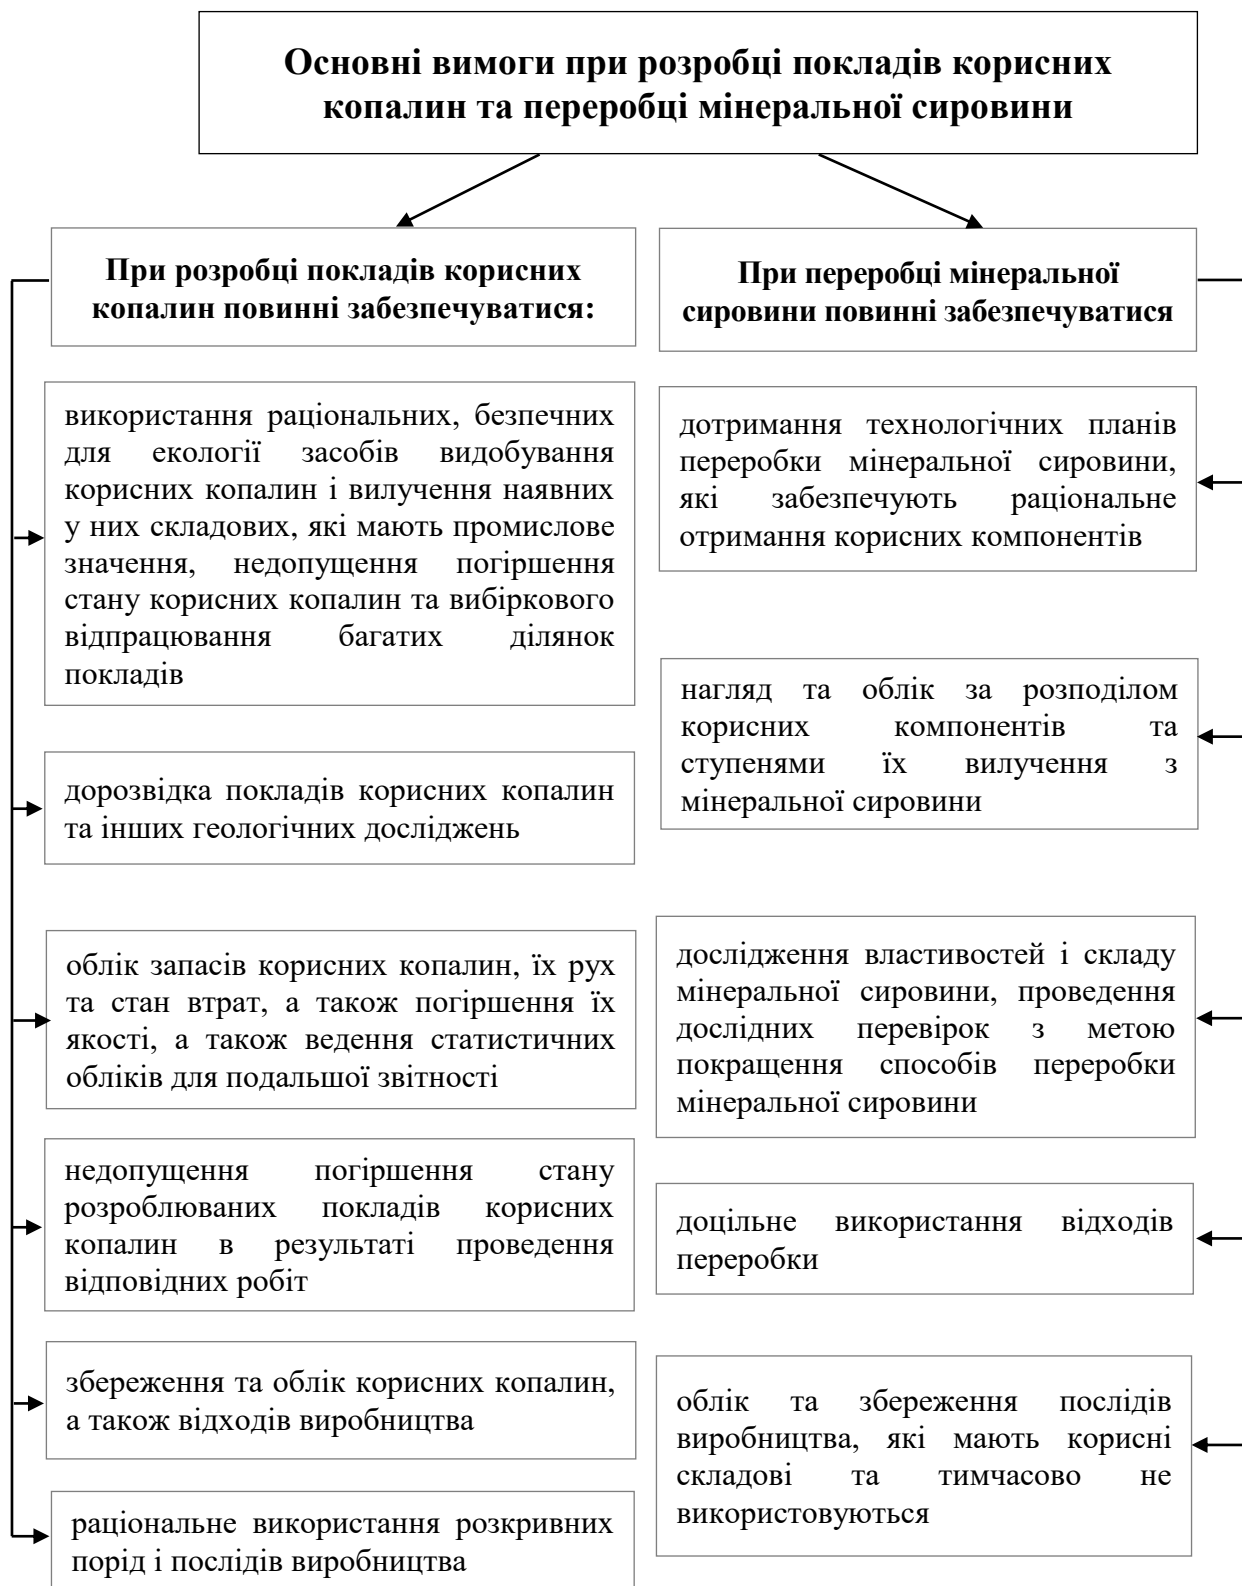 Основні вимоги при розробці покладів корисних
копалин та переробці мінеральної сировини
При розробці покладів корисних
копалин повинні забезпечуватися:
використання раціональних, безпечних
для екології засобів видобування
корисних копалин і вилучення наявних
у них складових, які мають промислове
значення, недопущення погіршення
стану корисних копалин та вибіркового
відпрацювання багатих ділянок
покладів
дорозвідка покладів корисних копалин
та інших геологічних досліджень
облік запасів корисних копалин, їх рух
та стан втрат, а також погіршення їх
якості, а також ведення статистичних
обліків для подальшої звітності
недопущення погіршення стану
розроблюваних покладів корисних
копалин в результаті проведення
відповідних робіт
збереження та облік корисних копалин,
а також відходів виробництва
раціональне використання розкривних
порід і послідів виробництва
При переробці мінеральної
сировини повинні забезпечуватися
дотримання технологічних планів
переробки мінеральної сировини,
які забезпечують раціональне
отримання корисних компонентів
нагляд та облік за розподілом
корисних компонентів та
ступенями їх вилучення з
мінеральної сировини
дослідження властивостей і складу
мінеральної сировини, проведення
дослідних перевірок з метою
покращення способів переробки
мінеральної сировини
доцільне використання відходів
переробки
облік та збереження послідів
виробництва, які мають корисні
складові та тимчасово не
використовуються